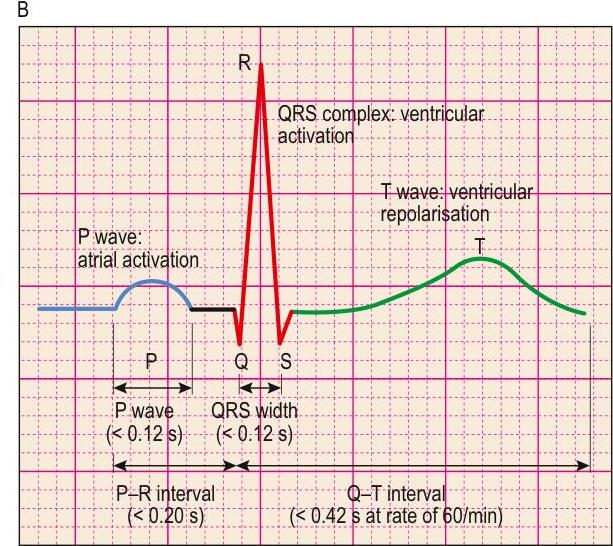 B
R
QRS complex: ventricular
activation
T wave: ventricular
repolarisation
T
P wave:
atrial activation
P
Q
S
P wave
(< 0.12 s)
QRS width
(< 0.12 s)
P–R interval
(< 0.20 s)
Q–T interval
(< 0.42 s at rate of 60/min)